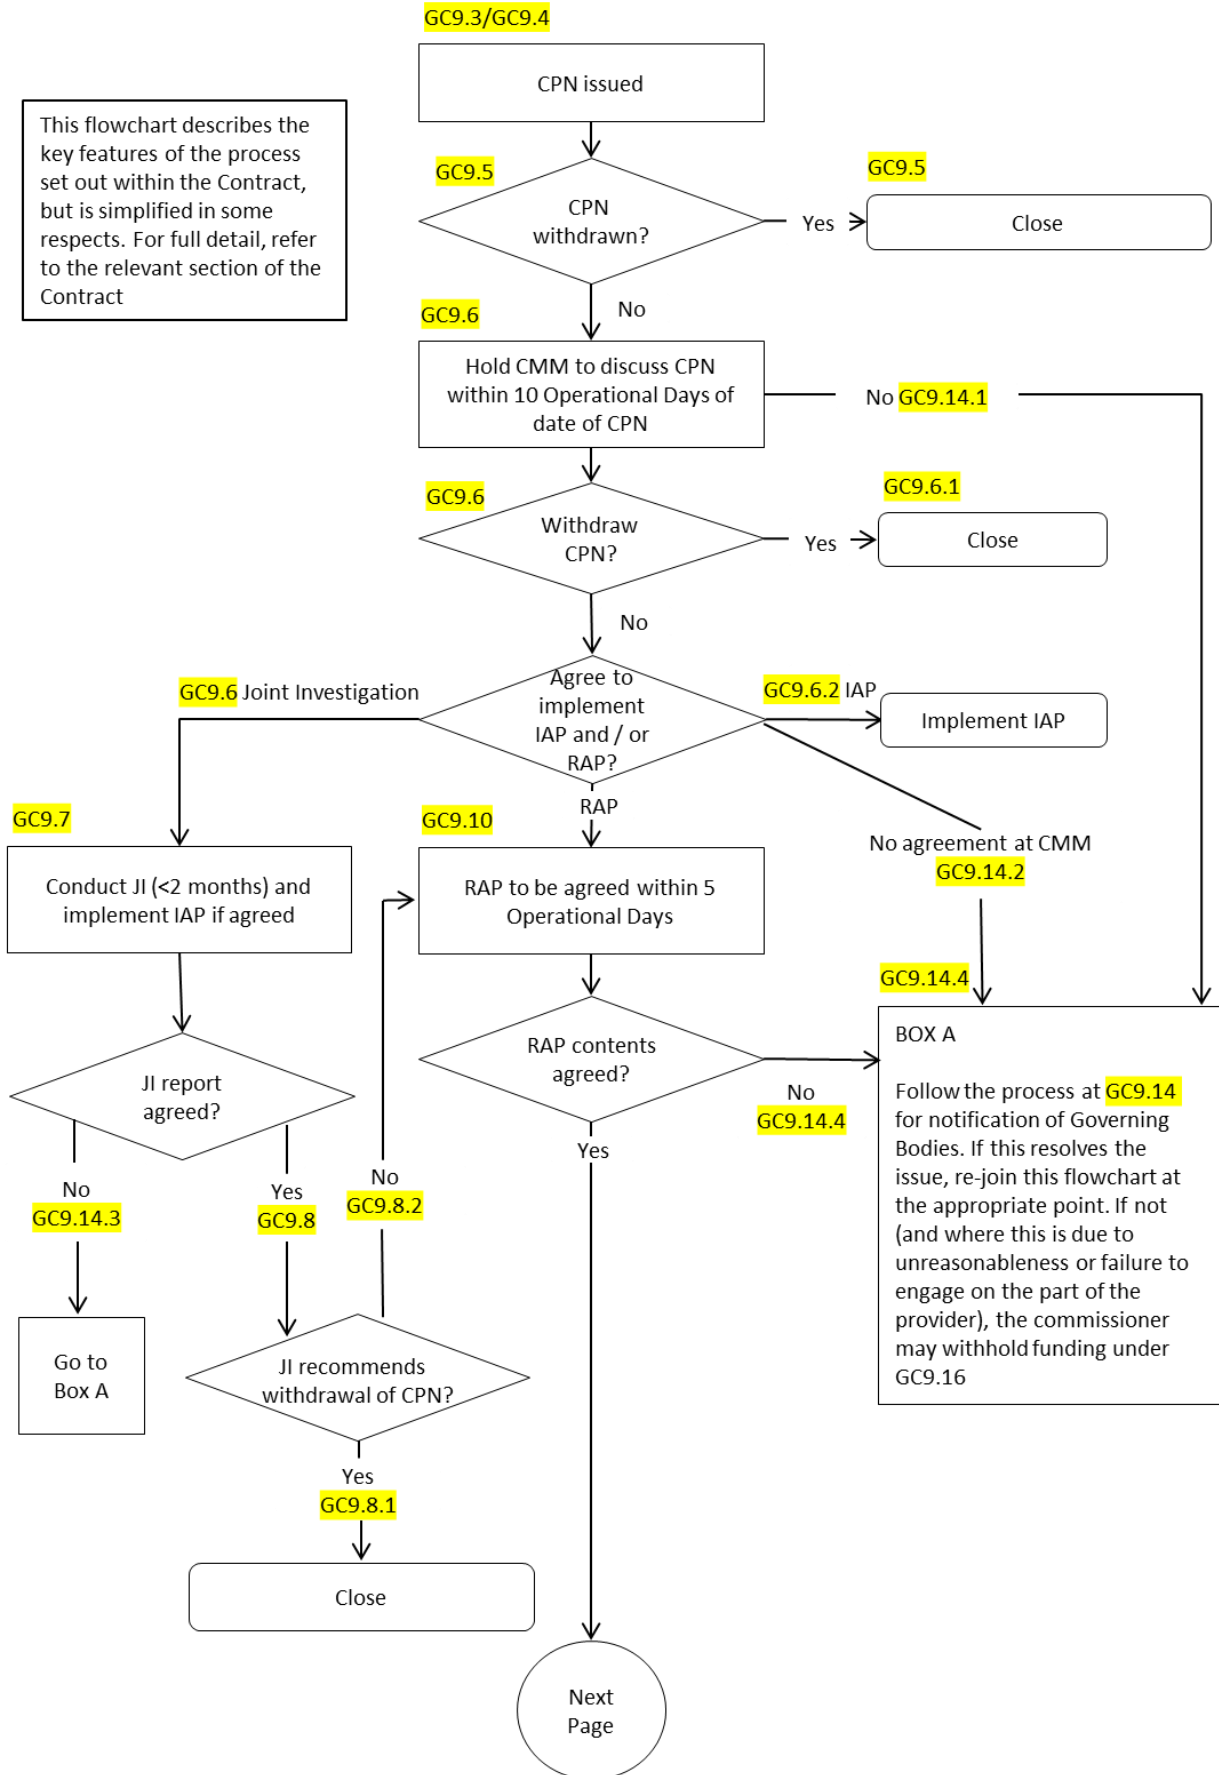 GC9.3/GC9.4
CPN issued
This flowchart describes the
key features of the process
set out within the Contract,
but is simplified in some
respects. For full detail, refer
to the relevant section of the
Contract
GC9.5
CPN
withdrawn?
Yes
GC9.5
Close
No
GC9.6
Hold CMM to discuss CPN
within 10 Operational Days of
date of CPN
No GC9.14.1
GC9.6
Withdraw
CPN?
Yes
GC9.6.1
Close
No
GC9.6 Joint Investigation
Agree to
implement
IAP and / or
RAP?
GC9.6.2 IAP
Implement IAP
RAP
GC9.7
Conduct JI (<2 months) and
implement IAP if agreed
GC9.10
RAP to be agreed within 5
Operational Days
No agreement at CMM
GC9.14.2
GC9.14.4
JI report
agreed?
RAP contents
agreed?
No
GC9.14.4
Yes
BOX A
Follow the process at GC9.14
for notification of Governing
Bodies. If this resolves the
issue, re-join this flowchart at
the appropriate point. If not
(and where this is due to
unreasonableness or failure to
engage on the part of the
provider), the commissioner
may withhold funding under
GC9.16
No
GC9.14.3
Yes
GC9.8
No
GC9.8.2
Go to
Box A
JI recommends
withdrawal of CPN?
Yes
GC9.8.1
Close
Next
Page